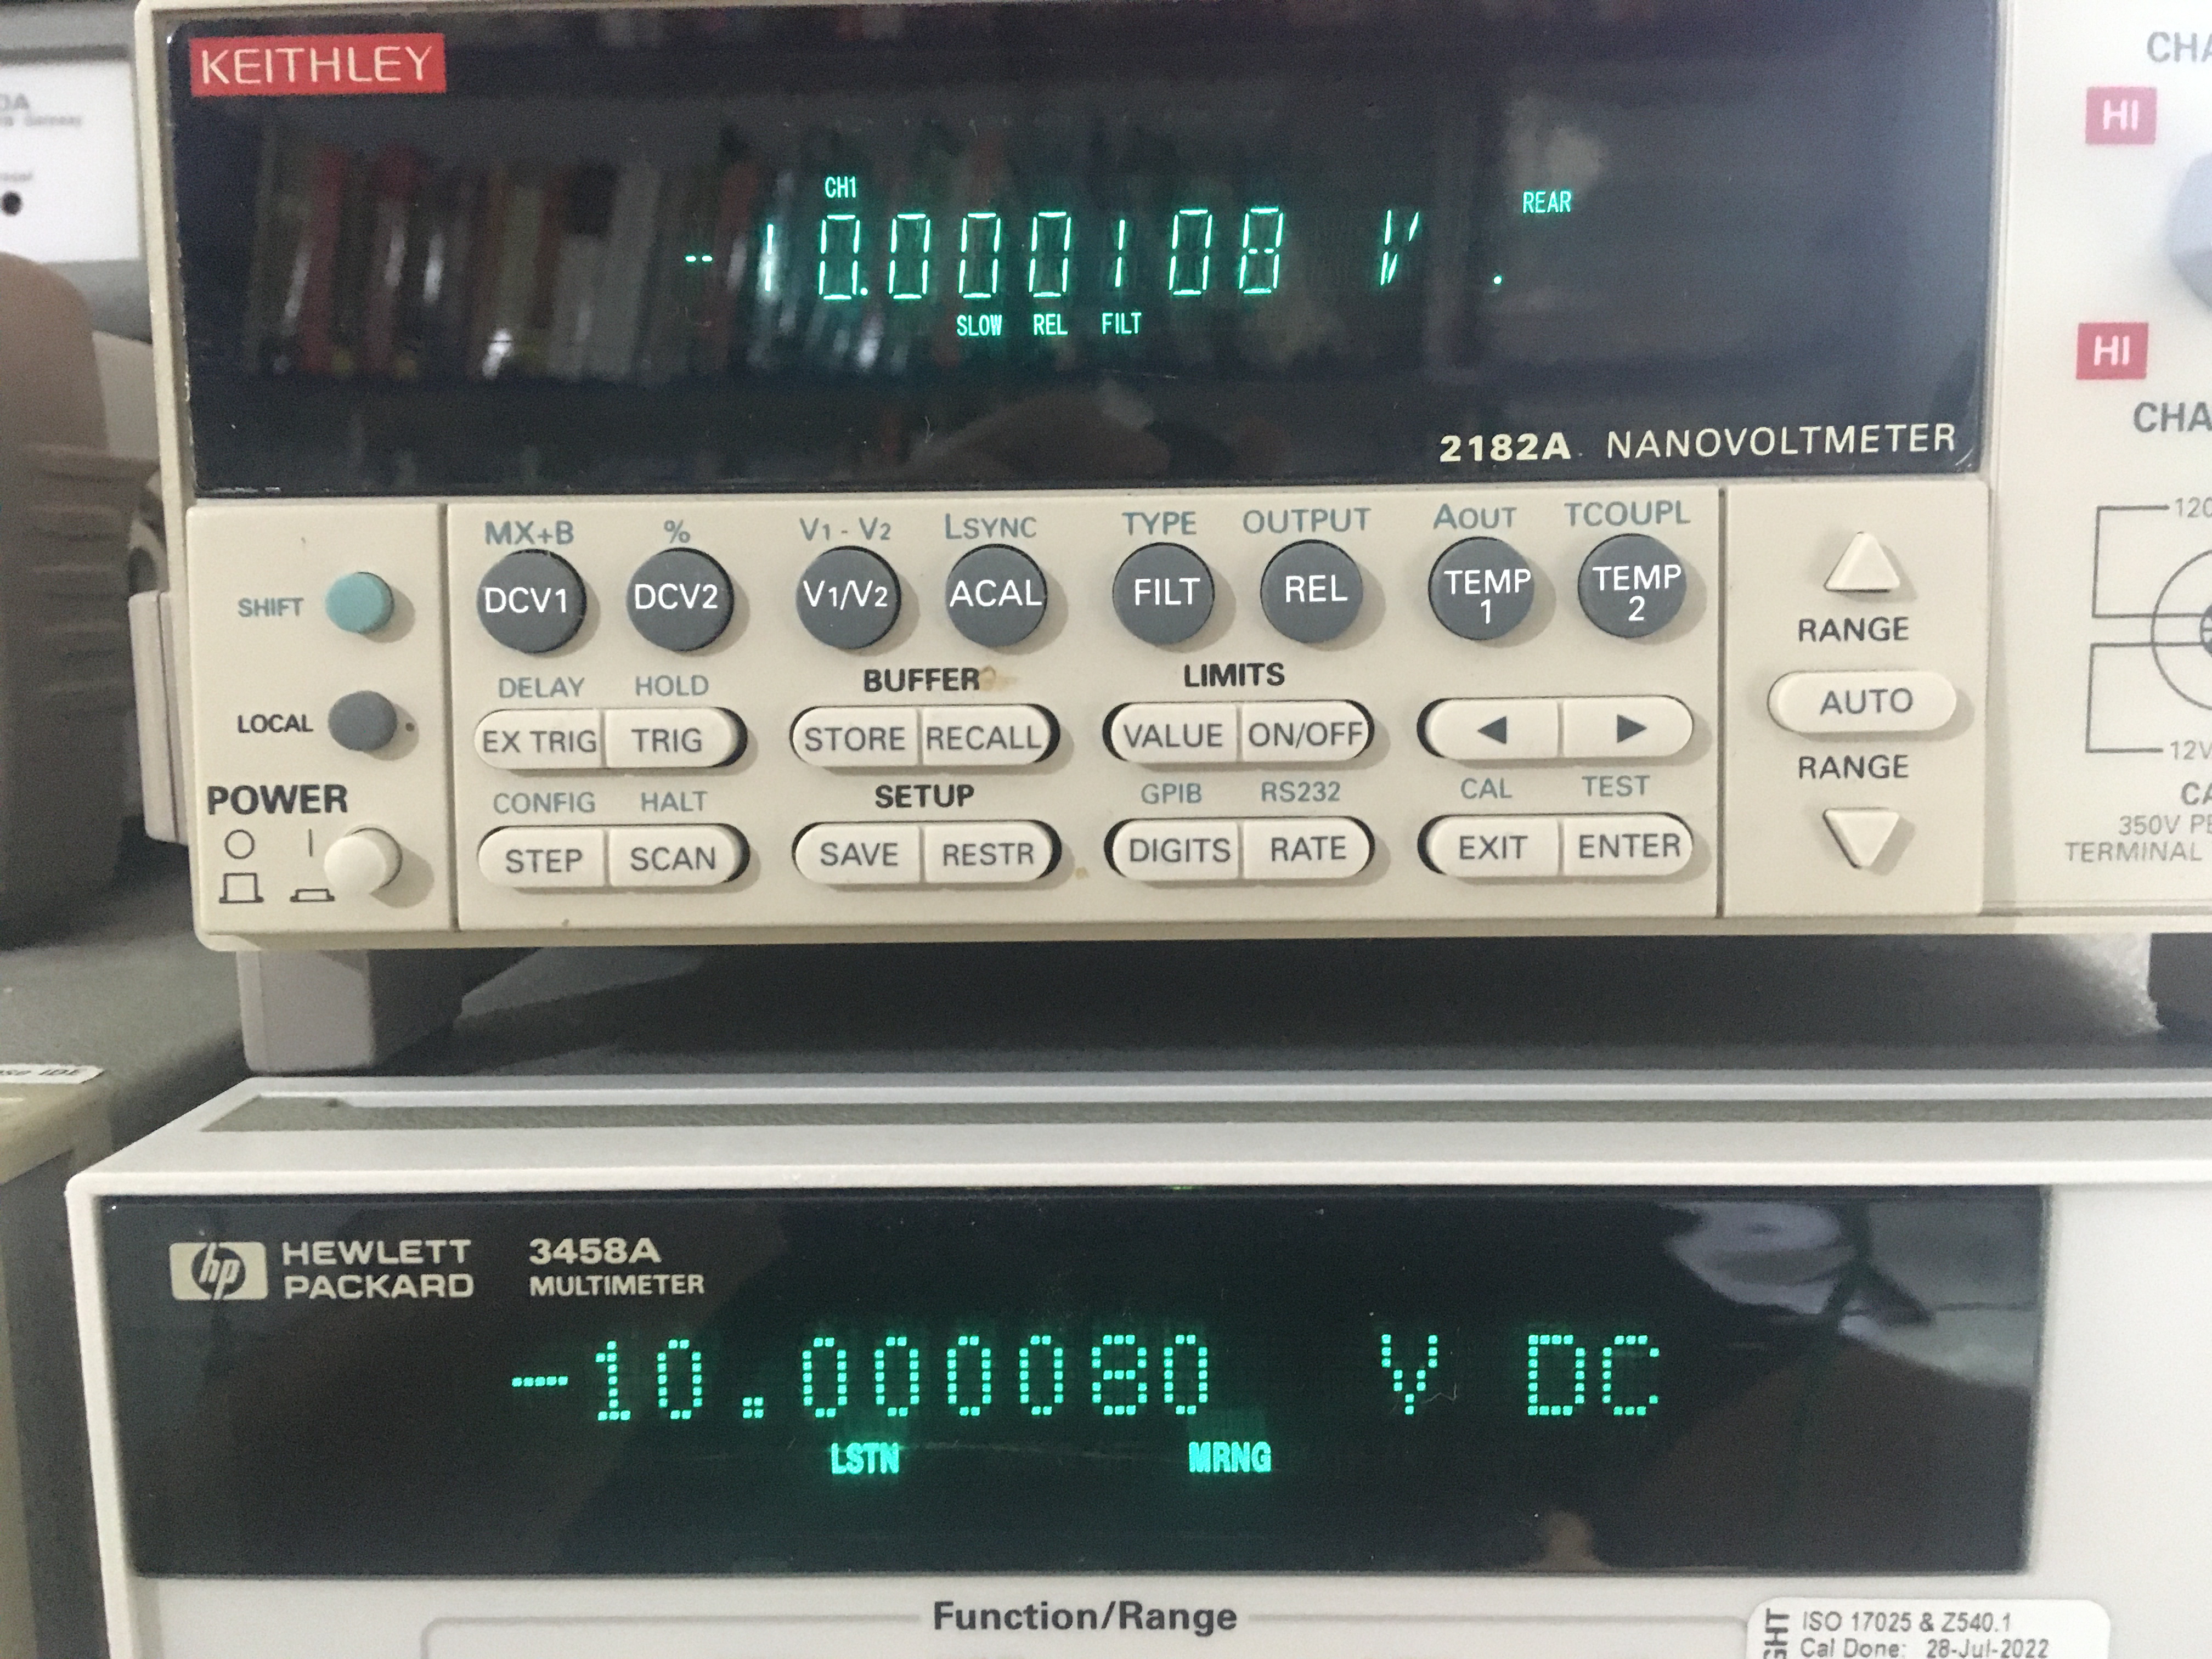 KEITHLEY
CH1
-10.000108 V
REAR
SLOW REL FILT
2182A NANOVOLTMETER
HI
HI
MX+B % V1 - V2 LSYNC TYPE OUTPUT AOUT TCOUPL
SHIFT
DCV1 DCV2 V1/V2 ACAL FILT REL TEMP 1 TEMP 2
RANGE
DELAY HOLD BUFFER LIMITS
LOCAL
EX TRIG TRIG STORE RECALL VALUE ON/OFF ◀ ▶
AUTO
RANGE
POWER
CONFIG HALT SETUP GPIB RS232 CAL TEST
STEP SCAN SAVE RESTR DIGITS RATE EXIT ENTER
350V
TERMINAL
hp HEWLETT PACKARD
3458A
MULTIMETER
-10.000080 V DC
LSTN MRNG
Function/Range
ISO 17025 & Z540.1
Cal Done: 28-Jul-2022